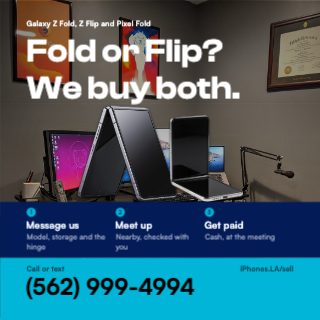 Galaxy Z Fold, Z Flip and Pixel Fold
Fold or Flip?
We buy both.
1
2
3
Message us
Meet up
Get paid
Model, storage and the hinge
Nearby, checked with you
Cash, at the meeting
Call or text
iPhones.LA/sell
(562) 999-4994